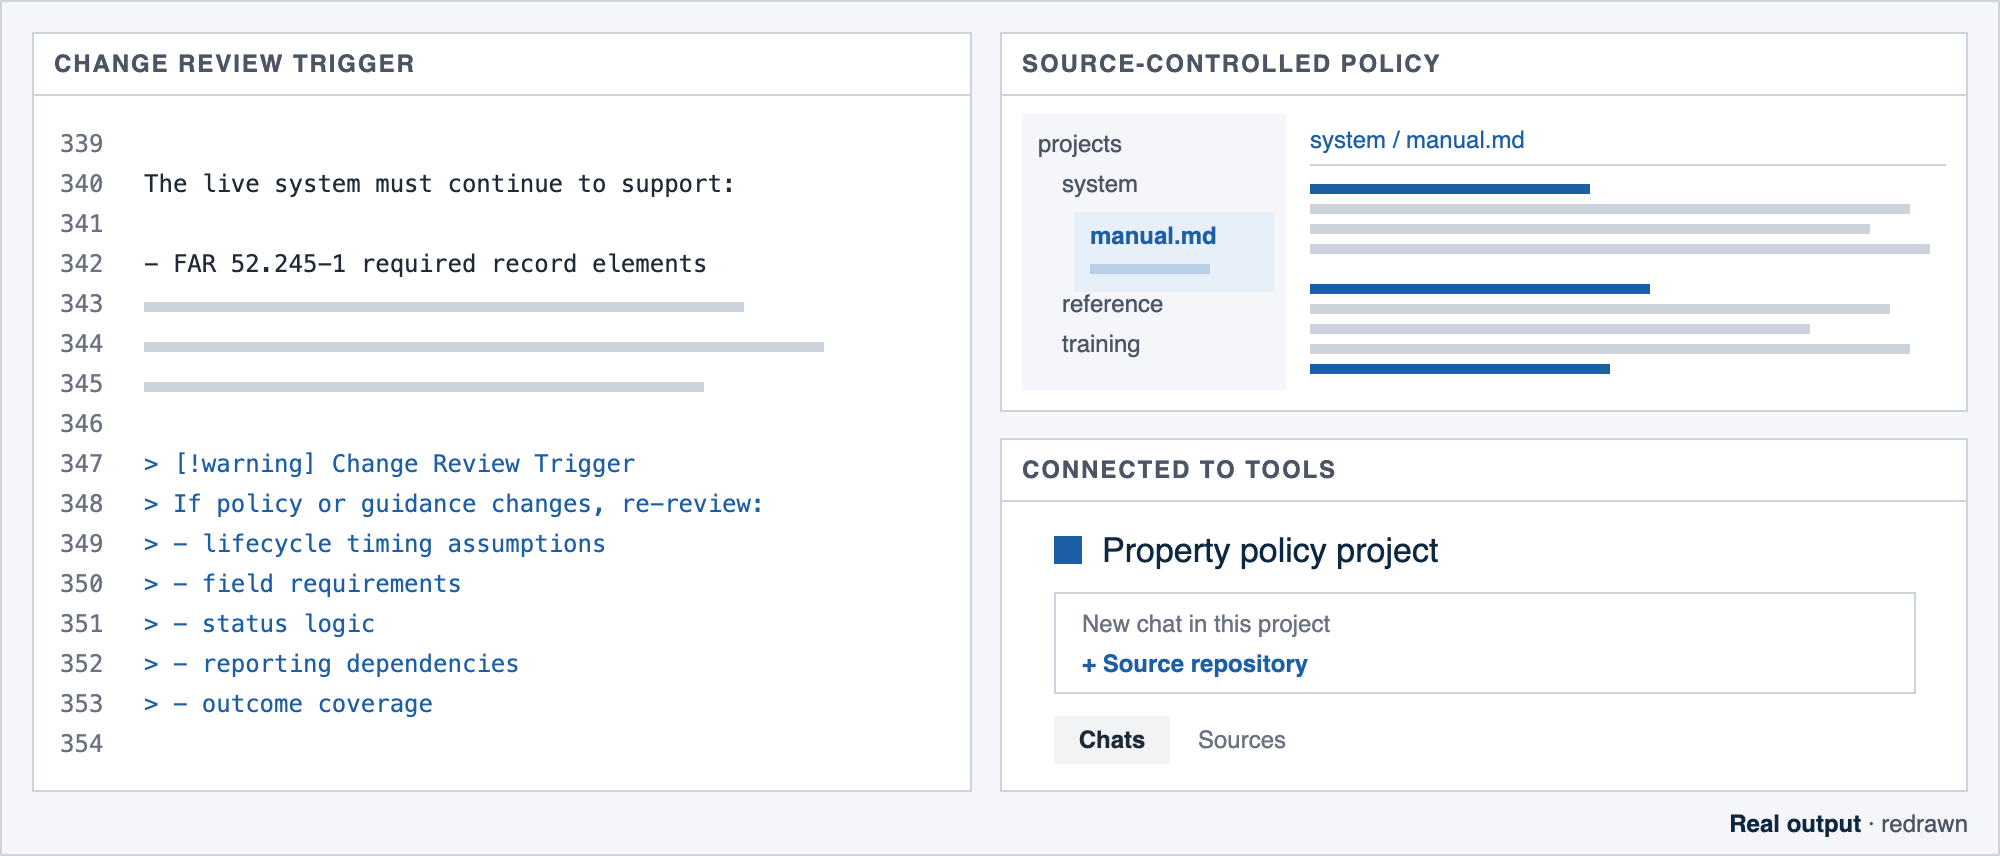 CHANGE REVIEW TRIGGER
339
340 The live system must continue to support:
341
342 - FAR 52.245-1 required record elements
343
344
345
346
347 > [!warning] Change Review Trigger
348 > If policy or guidance changes, re-review:
349 > - lifecycle timing assumptions
350 > - field requirements
351 > - status logic
352 > - reporting dependencies
353 > - outcome coverage
354
SOURCE-CONTROLLED POLICY
projects
system
manual.md
reference
training
system / manual.md
CONNECTED TO TOOLS
Property policy project
New chat in this project
+ Source repository
Chats Sources
Real output · redrawn